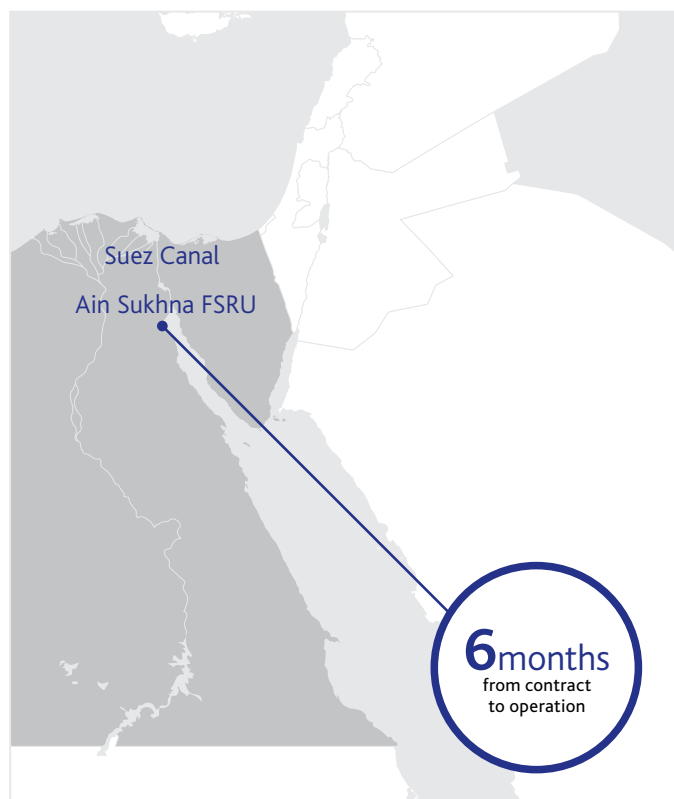 Suez Canal
Ain Sukhna FSRU
6months
from contract
to operation